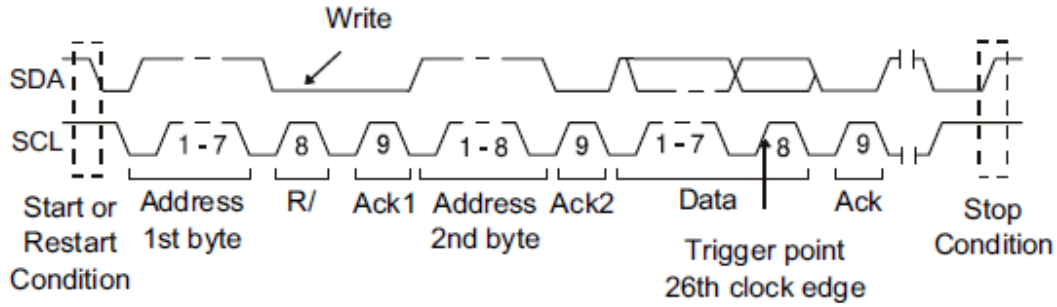 Write
SDA
SCL
1 - 7
8
9
1 - 8
9
1 - 7
8
9
Start or
Restart
Condition
Address
1st byte
R/
Ack1
Address
2nd byte
Ack2
Data
Ack
Stop
Condition
Trigger point
26th clock edge